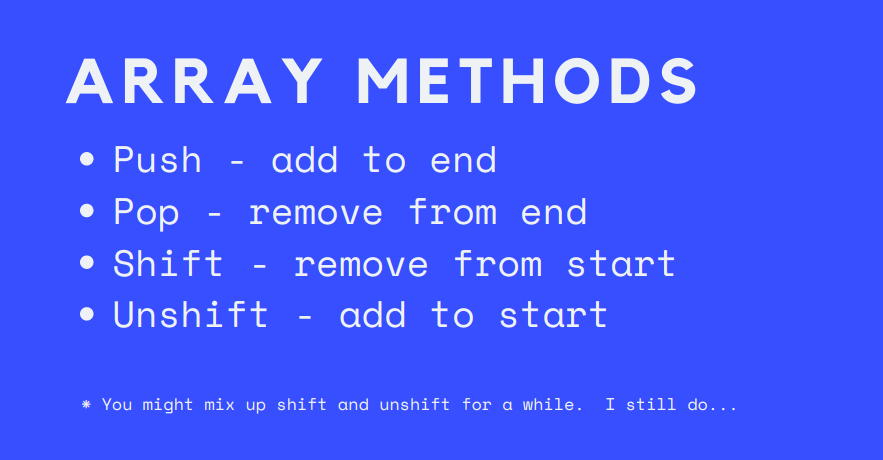 ARRAY METHODS
• Push - add to end
• Pop - remove from end
• Shift - remove from start
• Unshift - add to start
* You might mix up shift and unshift for a while.  I still do...